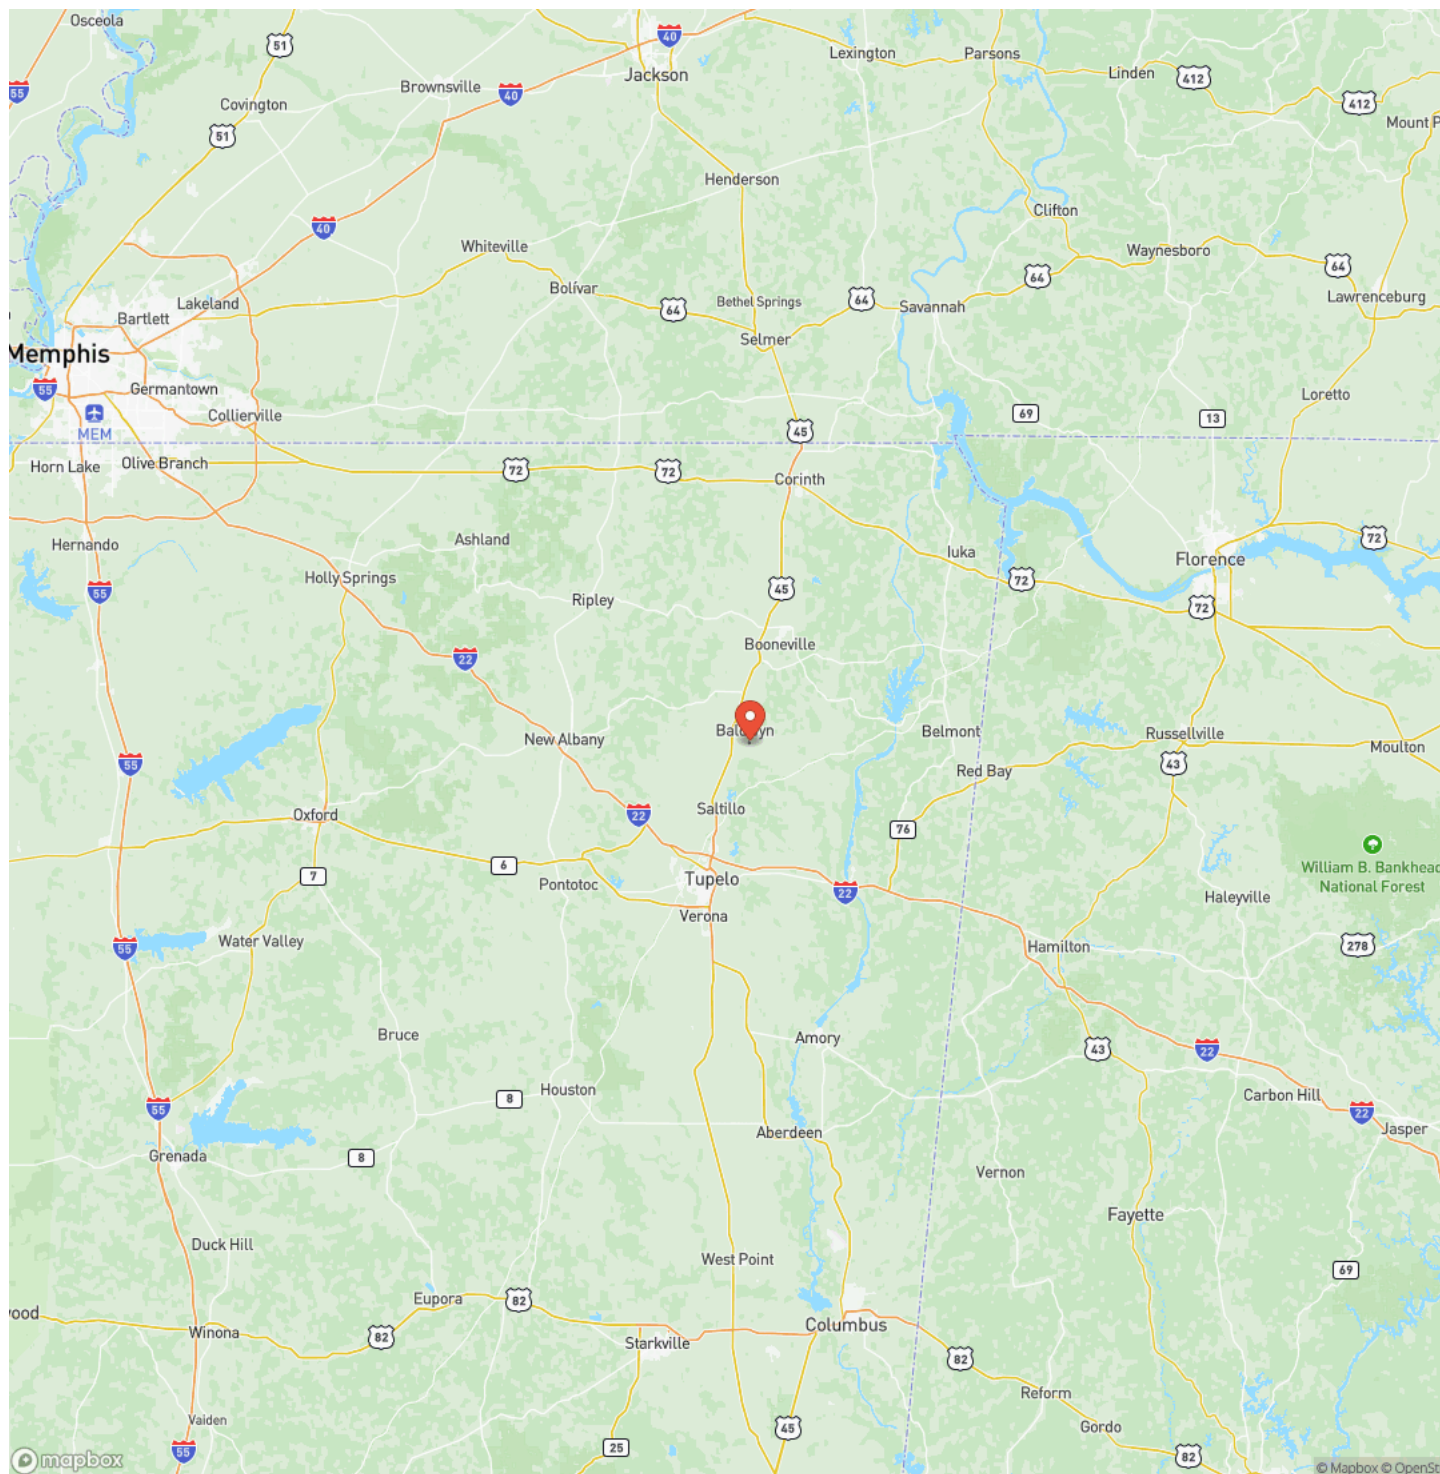 Osceola
51
40
Lexington
Parsons
Jackson
Linden
412
55
Brownsville
40
Covington
412
51
Mount P
Henderson
Clifton
40
Whiteville
Waynesboro
64
64
Bolívar
Lakeland
Bethel Springs
64
Lawrenceburg
64
Savannah
Bartlett
Selmer
Memphis
55
Germantown
Loretto
Collierville
69
13
MEM
45
Horn Lake
Olive Branch
72
72
Corinth
Hernando
Ashland
Iuka
72
Florence
Holly Springs
72
55
45
Ripley
72
Booneville
22
Belmont
Russellville
New Albany
Moulton
55
43
Red Bay
Saltillo
Oxford
22
76
6
William B. Bankhead
National Forest
7
Tupelo
Pontotoc
22
Haleyville
Verona
Water Valley
55
Hamilton
278
Bruce
Amory
43
22
Houston
8
Carbon Hill
55
22
Jasper
Aberdeen
Grenada
8
Vernon
Fayette
Duck Hill
West Point
69
Eupora
82
wood
Columbus
Winona
82
Starkville
82
Reform
Vaiden
Gordo
45
25
55
82
mapbox
© Mapbox © OpenSt